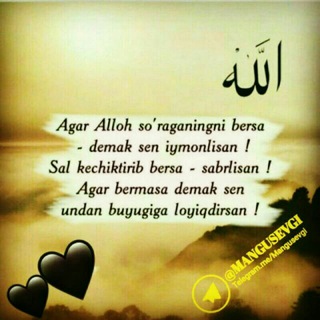 الله
Agar Alloh so'raganingni bersa
- demak sen iymonlisan !
Sal kechiktirib bersa - sabrlisan !
Agar bermasa demak sen
undan buyugiga loyiqdirsan !
@MANGUSEVGI
Telegram.me/Mangusevgi